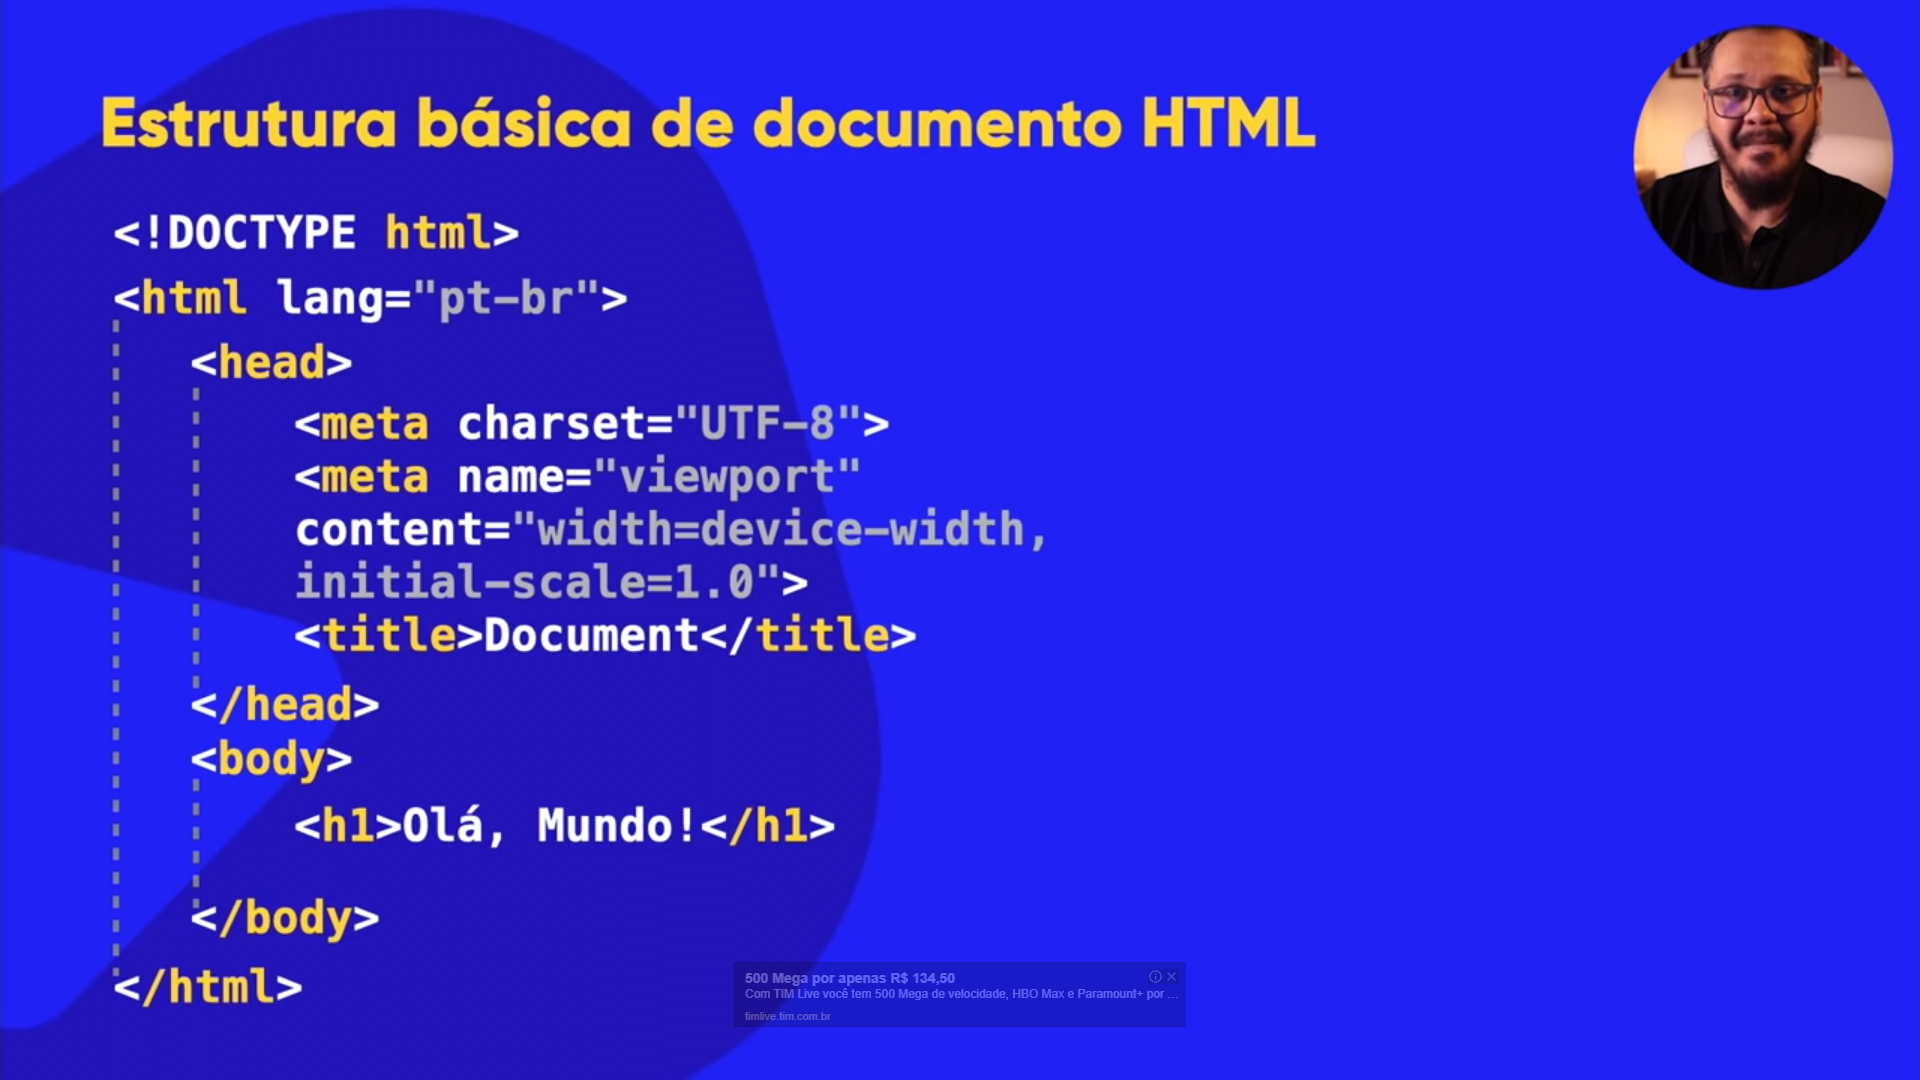 Estrutura básica de documento HTML
<!DOCTYPE html>
<html lang="pt-br">
<head>
<meta charset="UTF-8">
<meta name="viewport"
content="width=device-width,
initial-scale=1.0">
<title>Document</title>
</head>
<body>
<h1>Olá, Mundo!</h1>
</body>
</html>
500 Mega por apenas R$ 134,50
Com TIM Live você tem 500 Mega de velocidade, HBO Max e Paramount+ por ...
timlive.tim.com.br